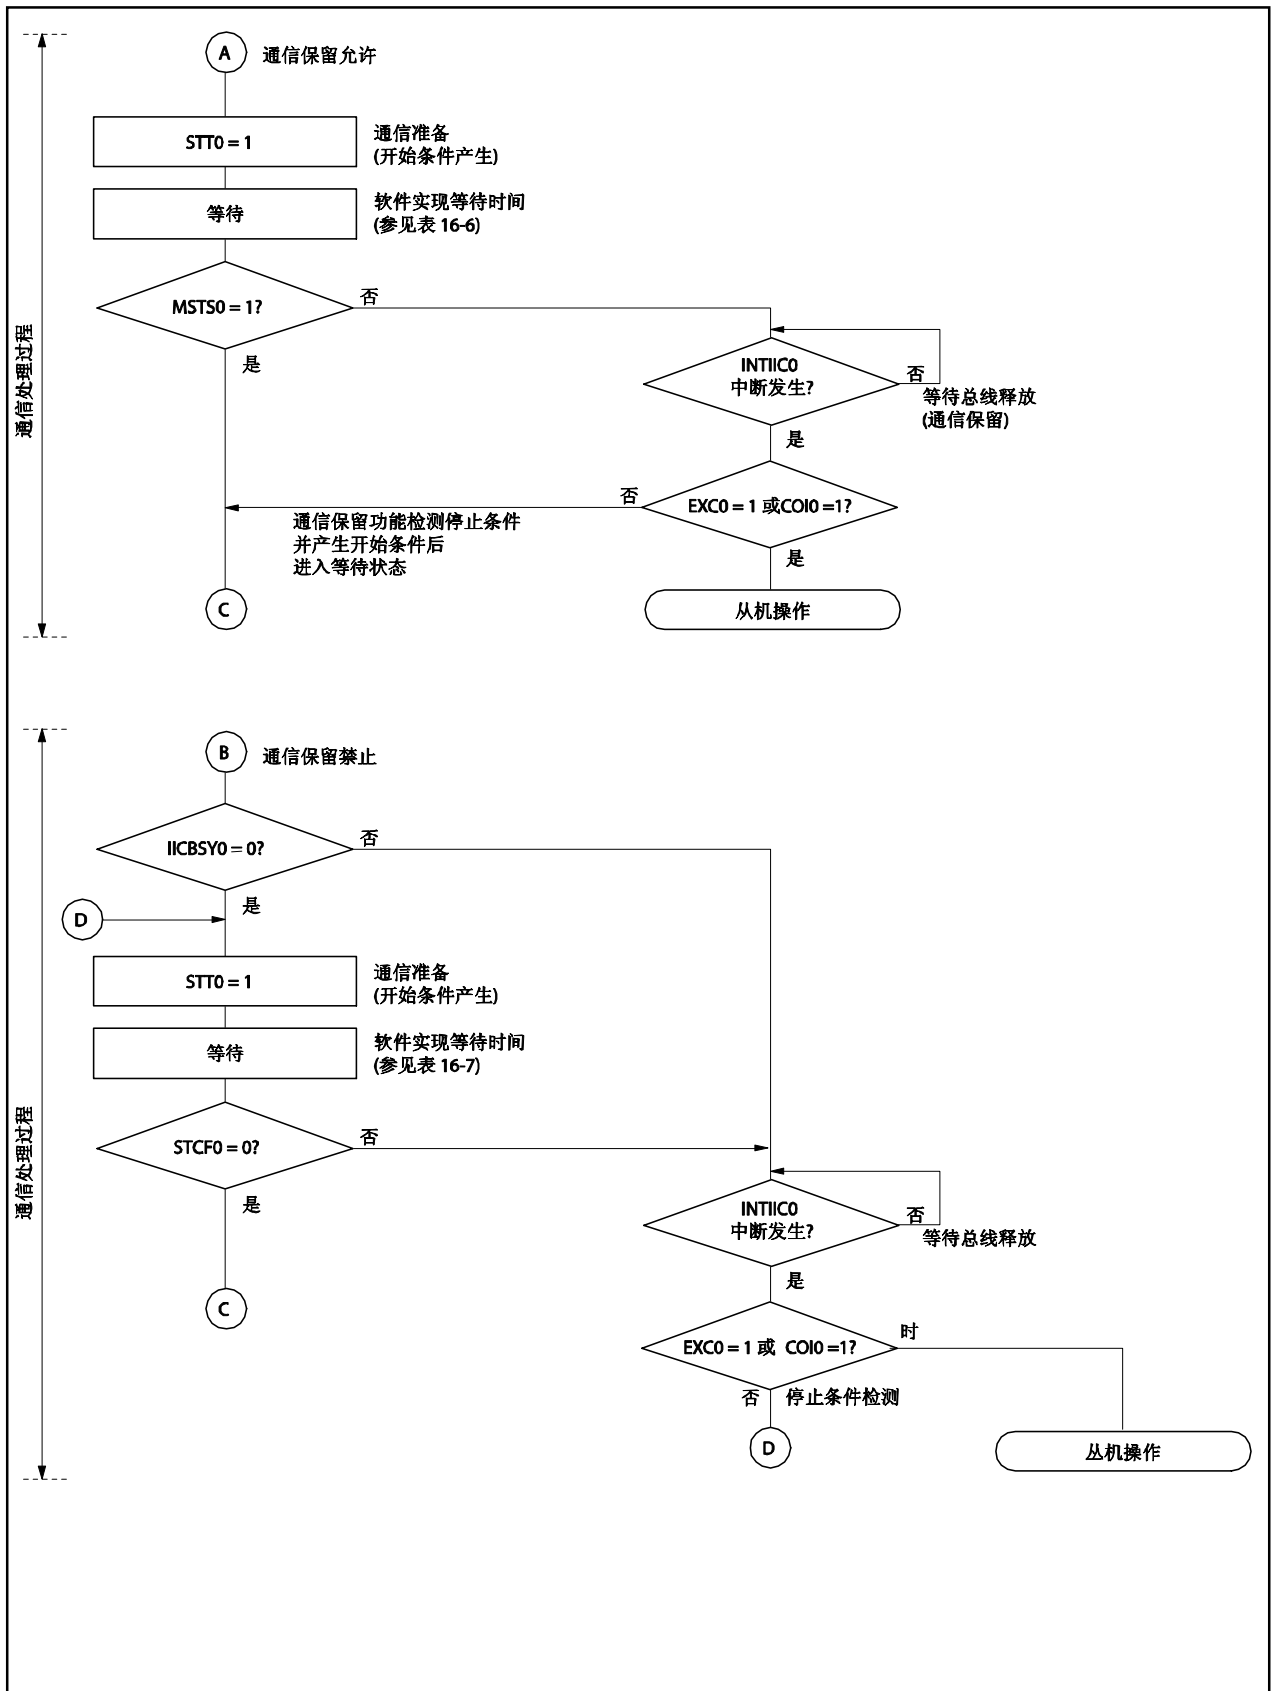 A
通信保留允许
STT0 = 1
通信准备
(开始条件产生)
等待
软件实现等待时间
(参见表 16-6)
MSTS0 = 1?
否
是
INTIIC0
中断发生?
否
等待总线释放
(通信保留)
是
EXC0 = 1 或COI0 =1?
否
通信保留功能检测停止条件
并产生开始条件后
进入等待状态
是
C
从机操作
通信处理过程
B
通信保留禁止
IICBSY0 = 0?
否
是
D
STT0 = 1
通信准备
(开始条件产生)
等待
软件实现等待时间
(参见表 16-7)
STCF0 = 0?
否
是
INTIIC0
中断发生?
否
等待总线释放
是
C
EXC0 = 1 或 COI0 =1?
时
否
停止条件检测
D
从机操作
通信处理过程